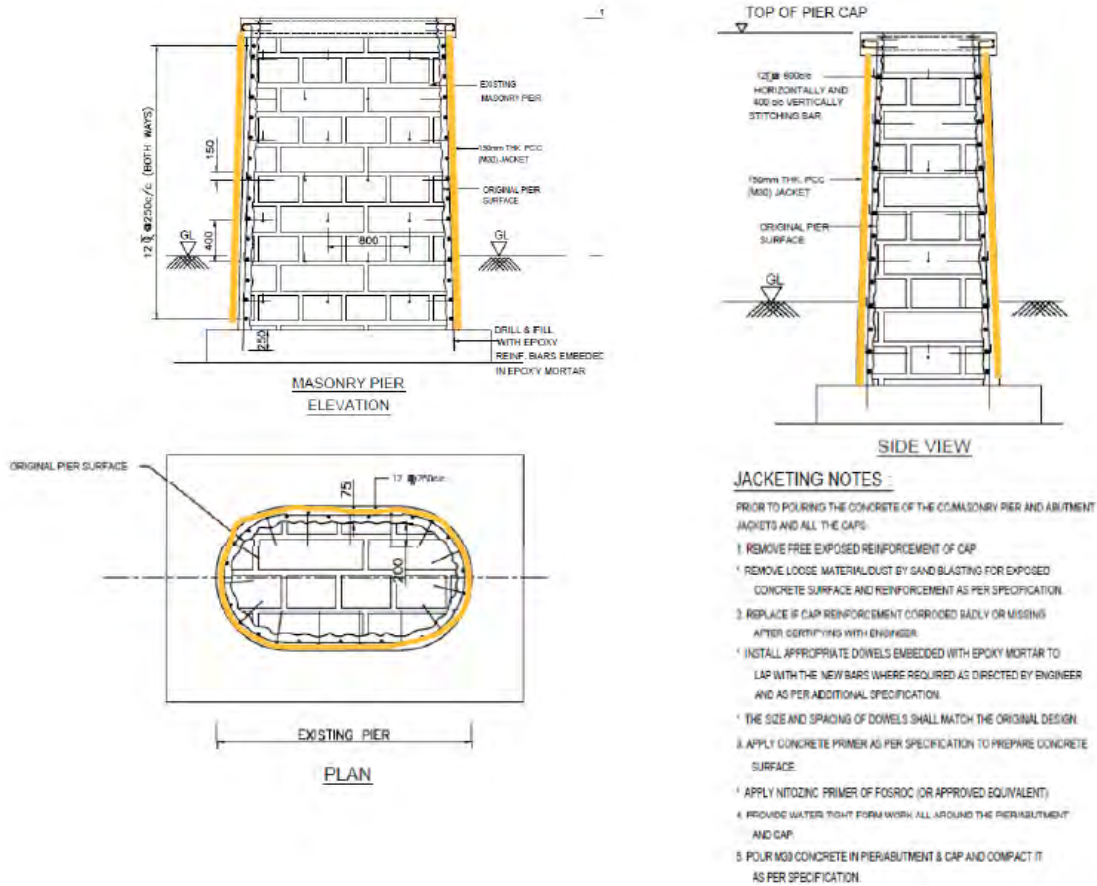 EXISTING
MASONRY PIER
150mm THK. PCC
(M30) JACKET
ORIGINAL PIER
SURFACE
12 @250c/c (BOTH WAYS)
150
400
800
GL
GL
250
DRILL & FILL
WITH EPOXY
REINF. BARS EMBEDED
IN EPOXY MORTAR
MASONRY PIER
ELEVATION
TOP OF PIER CAP
HORIZONTALLY AND
400 c/c VERTICALLY
STITCHING BAR
150mm THK. PCC
(M30) JACKET
ORIGINAL PIER
SURFACE
GL
SIDE VIEW
ORIGINAL PIER SURFACE
75
200
EXISTING PIER
PLAN
JACKETING NOTES :
PRIOR TO POURING THE CONCRETE OF THE CC/MASONRY PIER AND ABUTMENT
JACKETS AND ALL THE CAPS
1. REMOVE FREE EXPOSED REINFORCEMENT OF CAP
* REMOVE LOOSE MATERIAL/DUST BY SAND BLASTING FOR EXPOSED
CONCRETE SURFACE AND REINFORCEMENT AS PER SPECIFICATION.
2. REPLACE IF CAP REINFORCEMENT CORRODED BADLY OR MISSING
AFTER CERTIFYING WITH ENGINEER
* INSTALL APPROPRIATE DOWELS EMBEDDED WITH EPOXY MORTAR TO
LAP WITH THE NEW BARS WHERE REQUIRED AS DIRECTED BY ENGINEER
AND AS PER ADDITIONAL SPECIFICATION.
* THE SIZE AND SPACING OF DOWELS SHALL MATCH THE ORIGINAL DESIGN
3. APPLY CONCRETE PRIMER AS PER SPECIFICATION TO PREPARE CONCRETE
SURFACE.
* APPLY NITOZINC PRIMER OF FOSROC (OR APPROVED EQUIVALENT)
4. PROVIDE WATER TIGHT FORM WORK ALL AROUND THE PIER/ABUTMENT
AND CAP.
5. POUR M30 CONCRETE IN PIER/ABUTMENT & CAP AND COMPACT IT
AS PER SPECIFICATION.